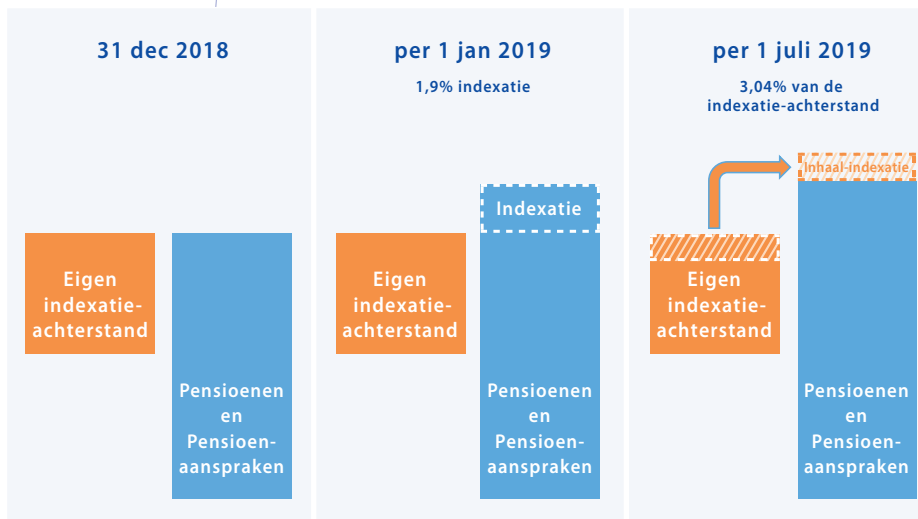 31 dec 2018
Eigen
indexatie-
achterstand
Pensioenen
en
Pensioen-
aanspraken
per 1 jan 2019
1,9% indexatie
Indexatie
Eigen
indexatie-
achterstand
Pensioenen
en
Pensioen-
aanspraken
per 1 juli 2019
3,04% van de
indexatie-achterstand
Inhaal-indexatie
Eigen
indexatie-
achterstand
Pensioenen
en
Pensioen-
aanspraken